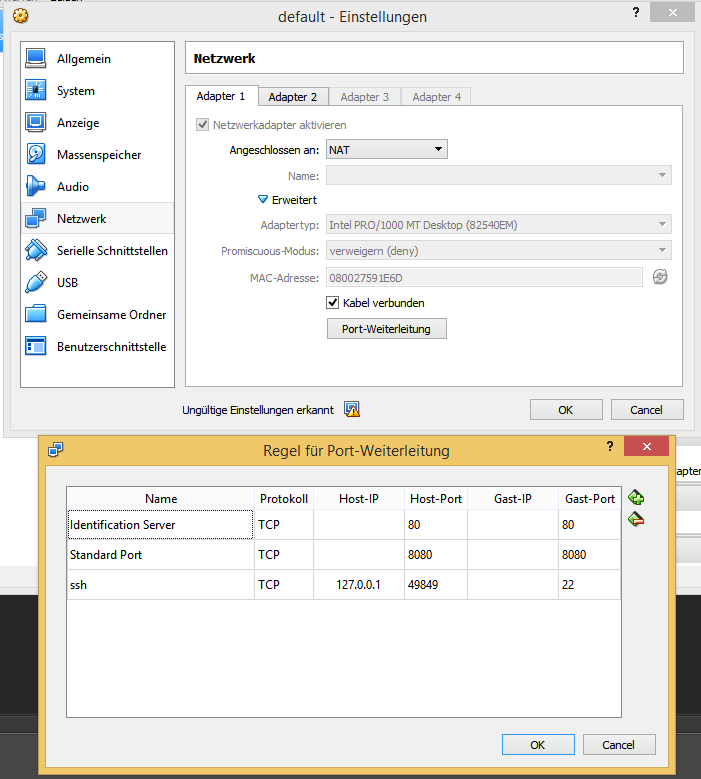 default - Einstellungen
?
Allgemein
System
Anzeige
Massenspeicher
Audio
Netzwerk
Serielle Schnittstellen
USB
Gemeinsame Ordner
Benutzerschnittstelle
Netzwerk
Adapter 1 Adapter 2 Adapter 3 Adapter 4
Netzwerkadapter aktivieren
Angeschlossen an: NAT
Name:
Erweitert
Adaptertyp: Intel PRO/1000 MT Desktop (82540EM)
Promiscuous-Modus: verweigern (deny)
MAC-Adresse: 080027591E6D
Kabel verbunden
Port-Weiterleitung
Ungültige Einstellungen erkannt
OK Cancel
Regel für Port-Weiterleitung
?
Name Protokoll Host-IP Host-Port Gast-IP Gast-Port
Identification Server TCP 80 80
Standard Port TCP 8080 8080
ssh TCP 127.0.0.1 49849 22
OK Cancel